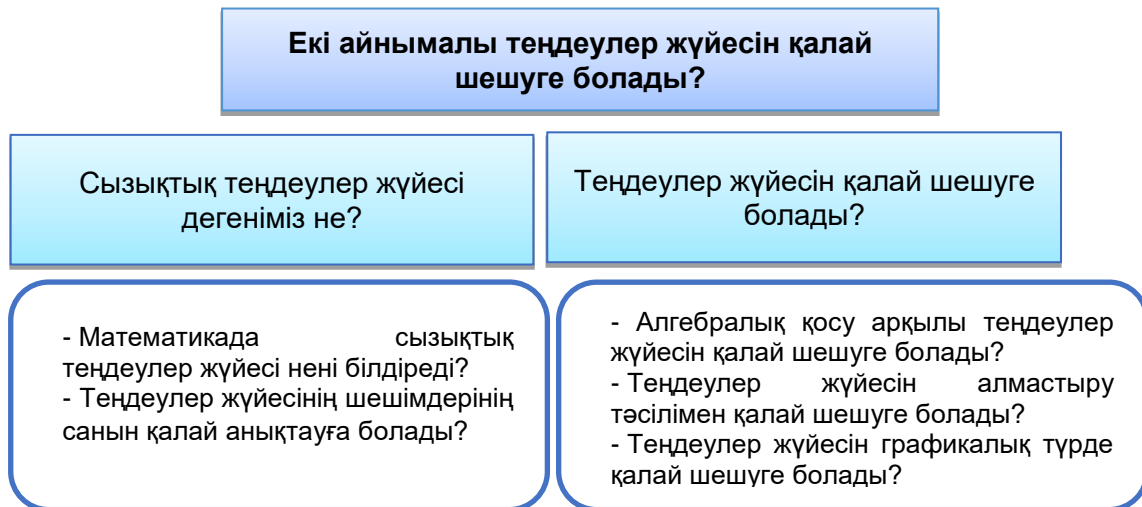 Екі айнымалы теңдеулер жүйесін қалай
шешуге болады?
Сызықтық теңдеулер жүйесі
дегеніміз не?
Теңдеулер жүйесін қалай шешуге
болады?
- Математикада сызықтық
теңдеулер жүйесі нені білдіреді?
- Теңдеулер жүйесінің шешімдерінің
санын қалай анықтауға болады?
- Алгебралық қосу арқылы теңдеулер
жүйесін қалай шешуге болады?
- Теңдеулер жүйесін алмастыру
тәсілімен қалай шешуге болады?
- Теңдеулер жүйесін графикалық түрде
қалай шешуге болады?